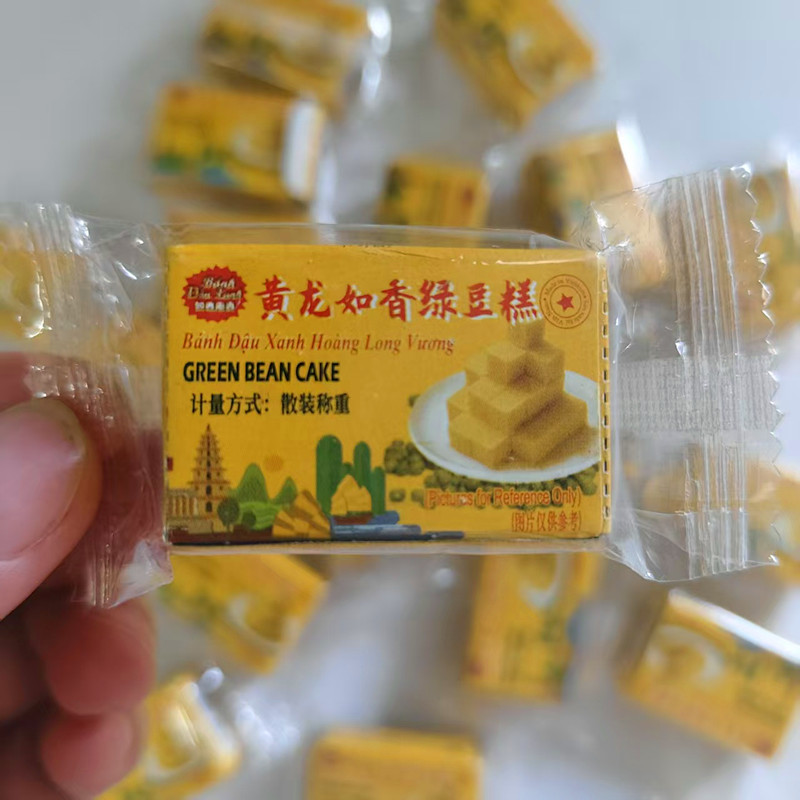 Bánh
Đậu Long
黄龙如香绿豆糕
Bánh Đậu Xanh Hoàng Long Vương
GREEN BEAN CAKE
计量方式：散装称重
(Pictures for Reference Only)
(图片仅供参考)